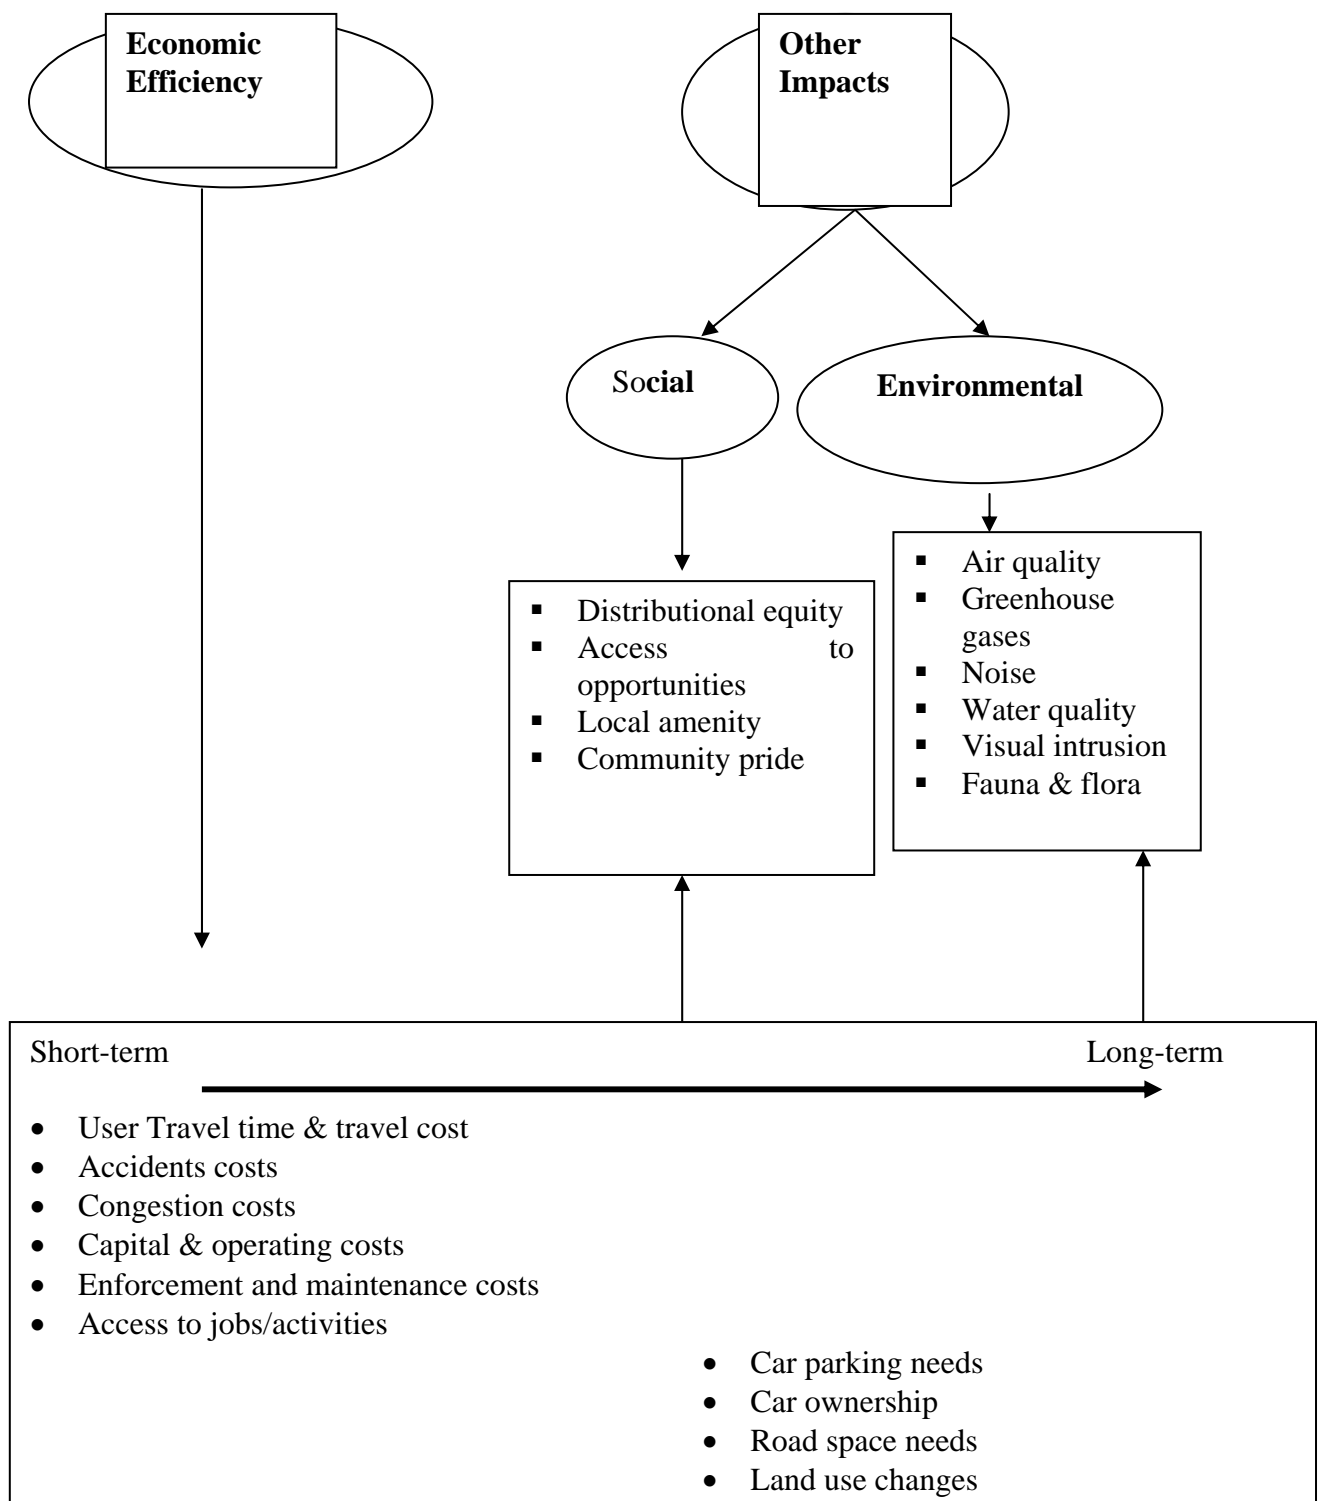 Economic
Efficiency
Other
Impacts
Social
Environmental
▪ Distributional equity
▪ Access to
opportunities
▪ Local amenity
▪ Community pride
▪ Air quality
▪ Greenhouse
gases
▪ Noise
▪ Water quality
▪ Visual intrusion
▪ Fauna & flora
Short-term
Long-term
• User Travel time & travel cost
• Accidents costs
• Congestion costs
• Capital & operating costs
• Enforcement and maintenance costs
• Access to jobs/activities
• Car parking needs
• Car ownership
• Road space needs
• Land use changes